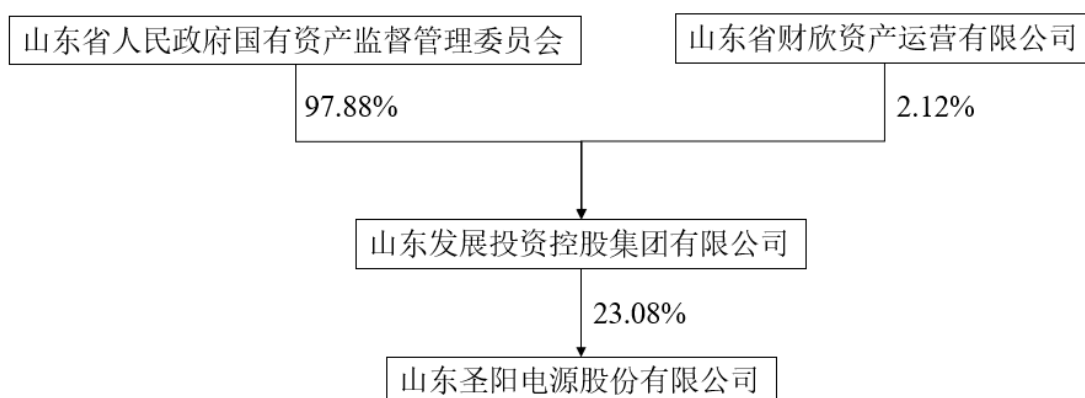 山东省人民政府国有资产监督管理委员会
山东省财欣资产运营有限公司
97.88%
2.12%
山东发展投资控股集团有限公司
23.08%
山东圣阳电源股份有限公司